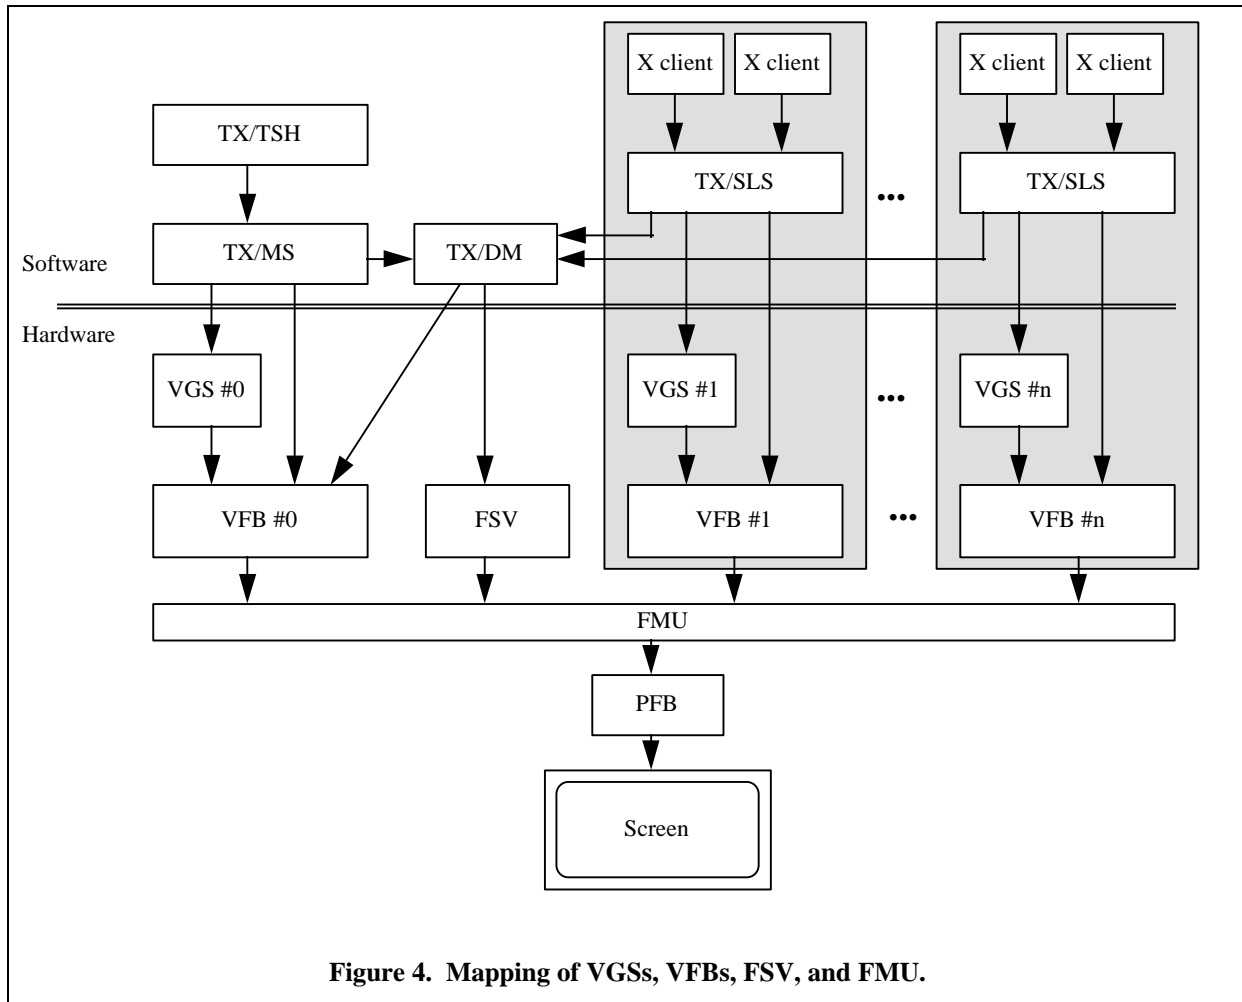 X client
X client
X client
X client
TX/TSH
TX/SLS
...
TX/SLS
TX/MS
TX/DM
Software
Hardware
VGS #0
VGS #1
...
VGS #n
VFB #0
FSV
VFB #1
...
VFB #n
FMU
PFB
Screen
Figure 4. Mapping of VGSs, VFBs, FSV, and FMU.